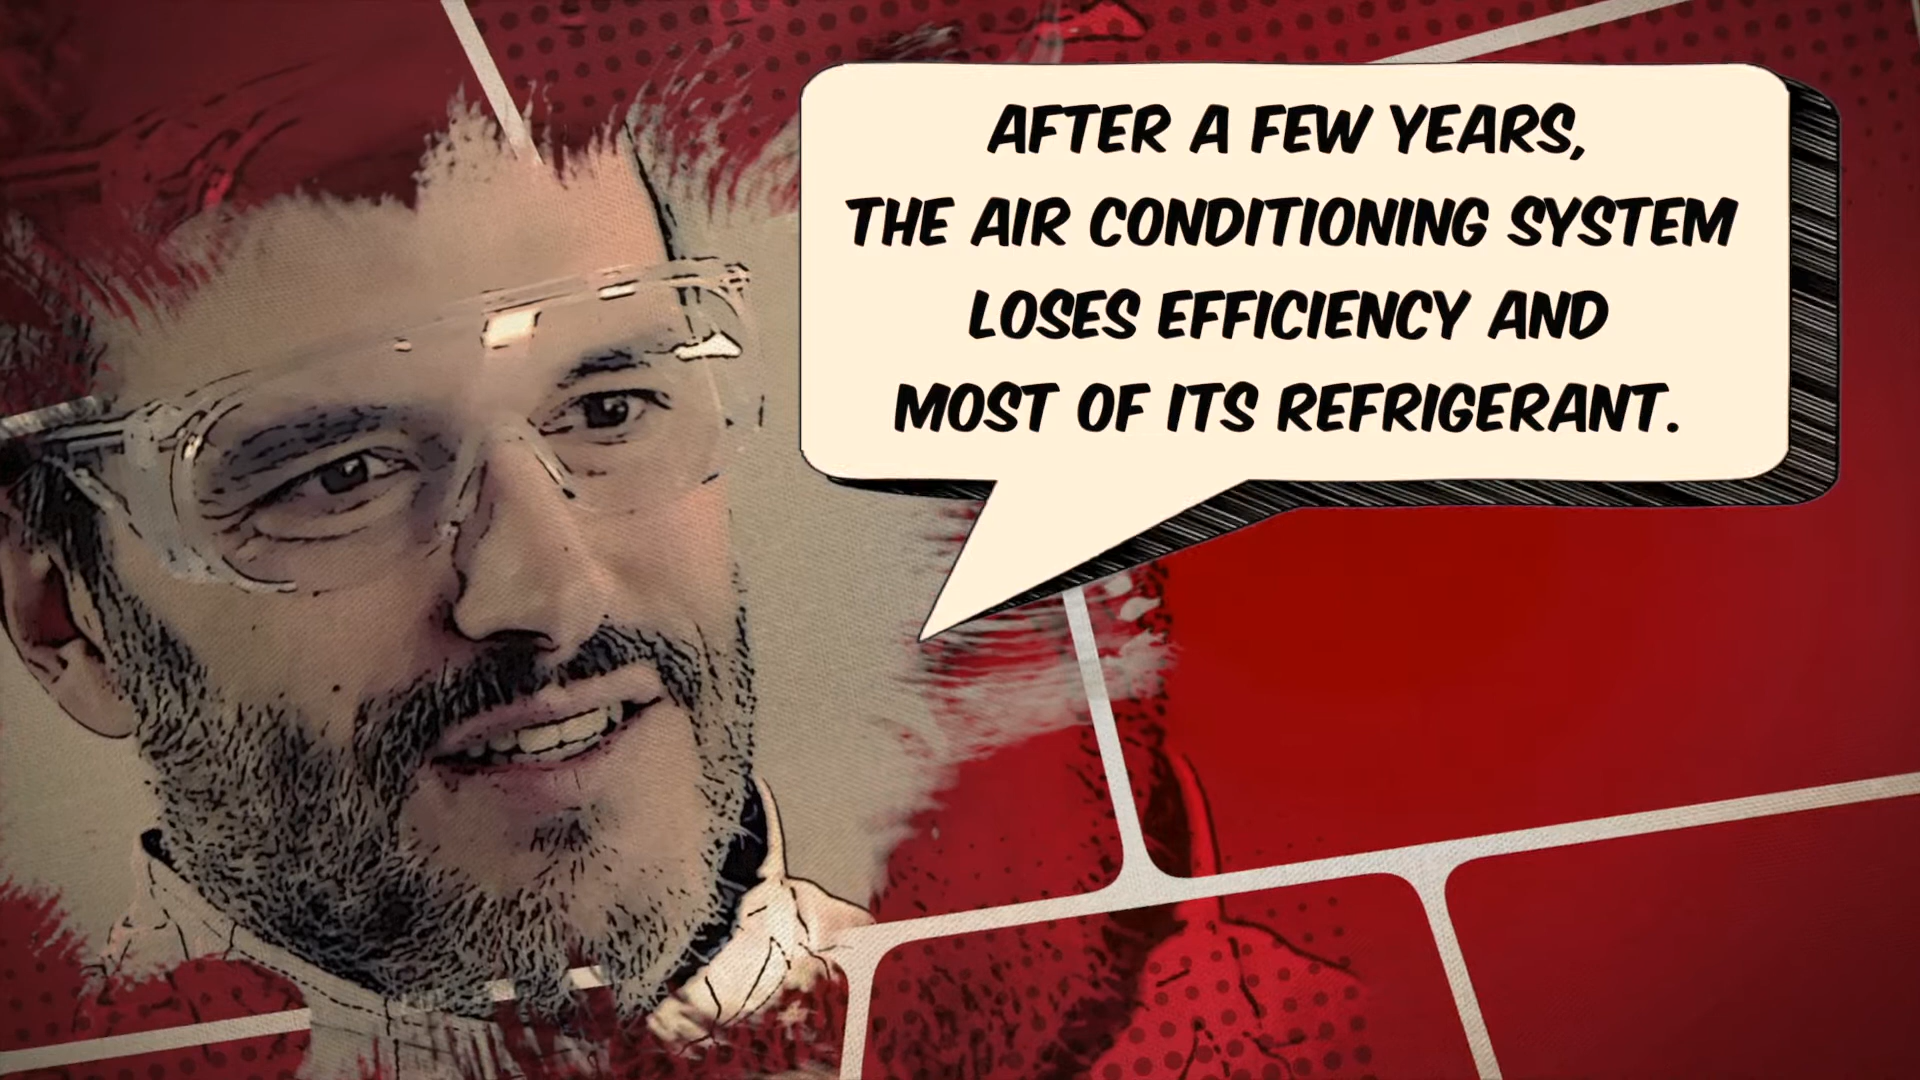 AFTER A FEW YEARS,
THE AIR CONDITIONING SYSTEM
LOSES EFFICIENCY AND
MOST OF ITS REFRIGERANT.